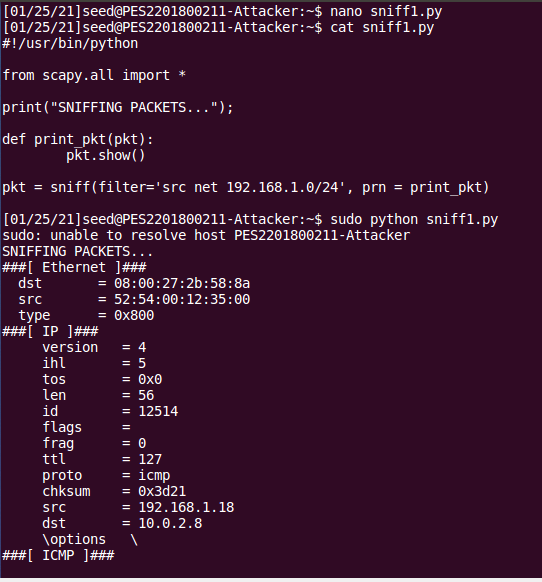 [01/25/21]seed@PES2201800211-Attacker:~$ nano sniff1.py
[01/25/21]seed@PES2201800211-Attacker:~$ cat sniff1.py
#!/usr/bin/python

from scapy.all import *

print("SNIFFING PACKETS...");

def print_pkt(pkt):
        pkt.show()

pkt = sniff(filter='src net 192.168.1.0/24', prn = print_pkt)

[01/25/21]seed@PES2201800211-Attacker:~$ sudo python sniff1.py
sudo: unable to resolve host PES2201800211-Attacker
SNIFFING PACKETS...
###[ Ethernet ]###
  dst       = 08:00:27:2b:58:8a
  src       = 52:54:00:12:35:00
  type      = 0x800
###[ IP ]###
     version   = 4
     ihl       = 5
     tos       = 0x0
     len       = 56
     id        = 12514
     flags     =
     frag      = 0
     ttl       = 127
     proto     = icmp
     chksum    = 0x3d21
     src       = 192.168.1.18
     dst       = 10.0.2.8
     \options   \
###[ ICMP ]###